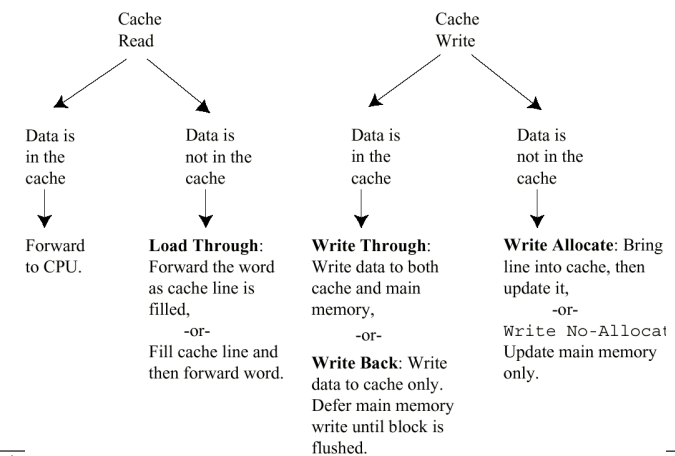 Cache
Read
Cache
Write
Data is
in the
cache
Data is
not in the
cache
Data is
in the
cache
Data is
not in the
cache
Forward
to CPU.
Load Through:
Forward the word
as cache line is
filled,
-or-
Fill cache line and
then forward word.
Write Through:
Write data to both
cache and main
memory,
-or-
Write Back: Write
data to cache only.
Defer main memory
write until block is
flushed.
Write Allocate: Bring
line into cache, then
update it,
-or-
Write No-Allocat
Update main memory
only.